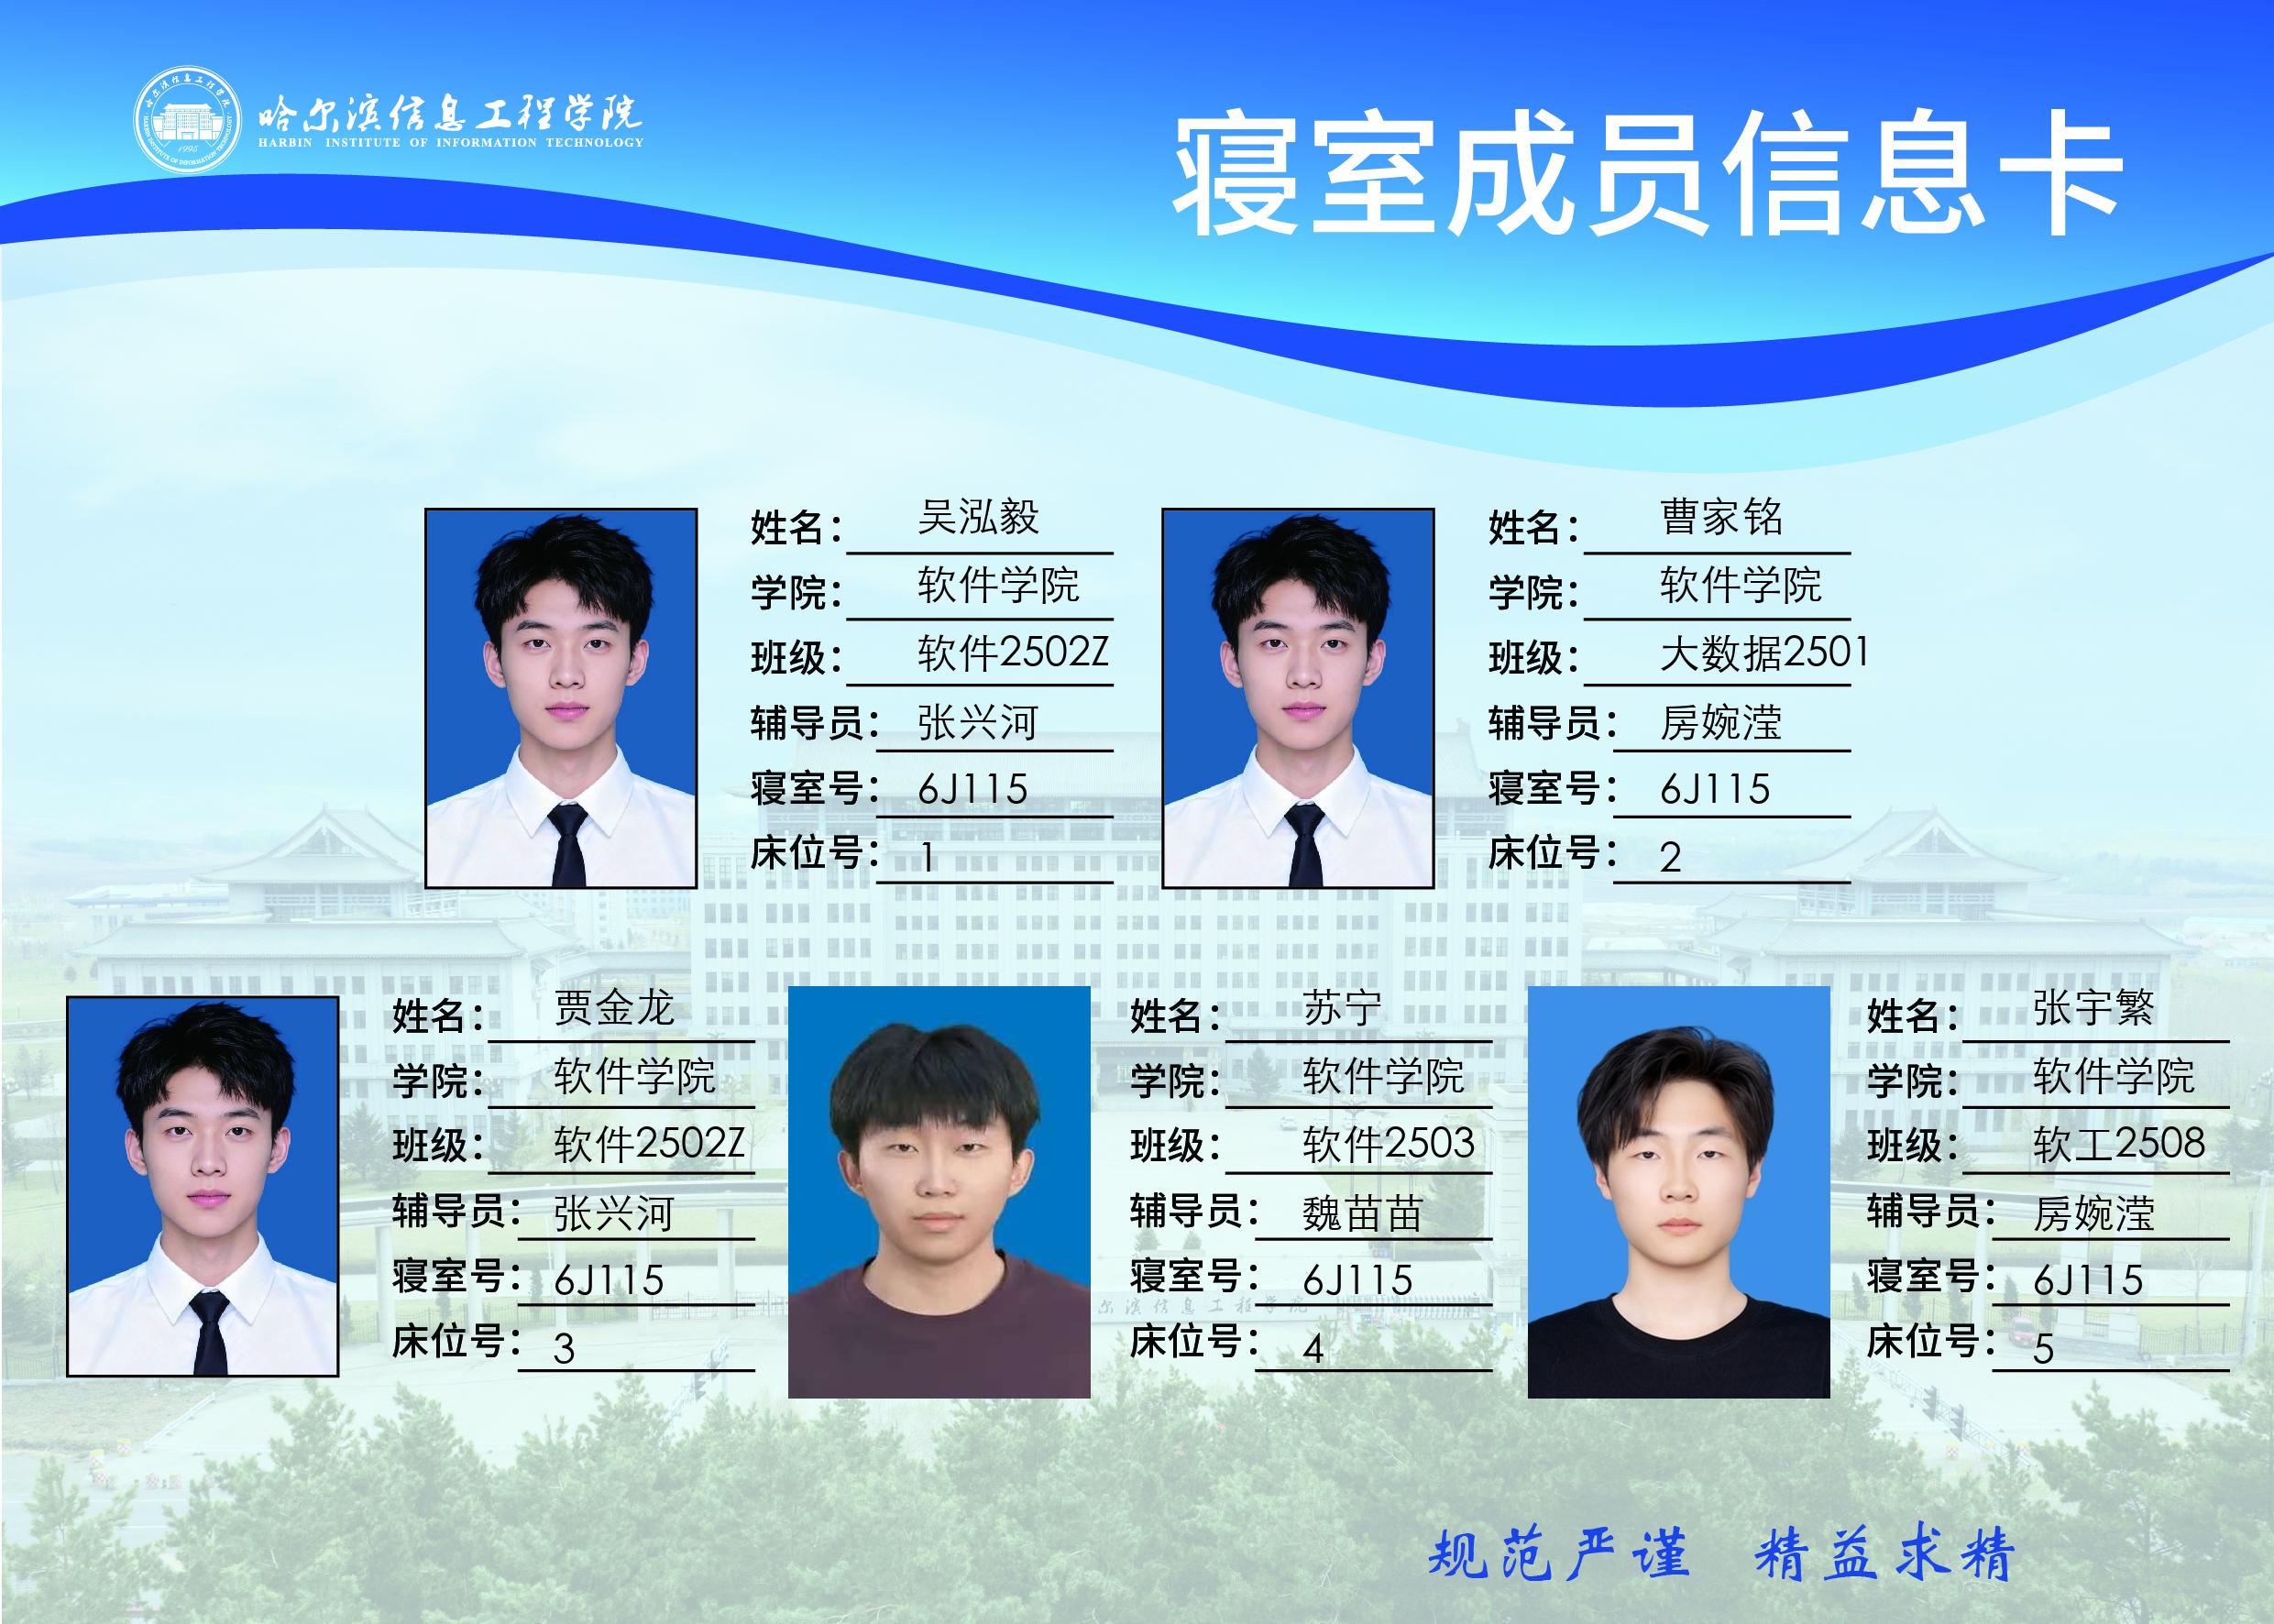 哈尔滨信息工程学院
HARBIN INSTITUTE OF INFORMATION TECHNOLOGY
1995
寝室成员信息卡
姓名： 吴泓毅
学院： 软件学院
班级： 软件2502Z
辅导员： 张兴河
寝室号： 6J115
床位号： 1
姓名： 曹家铭
学院： 软件学院
班级： 大数据2501
辅导员： 房婉滢
寝室号： 6J115
床位号： 2
姓名： 贾金龙
学院： 软件学院
班级： 软件2502Z
辅导员： 张兴河
寝室号： 6J115
床位号： 3
姓名： 苏宁
学院： 软件学院
班级： 软件2503
辅导员： 魏苗苗
寝室号： 6J115
床位号： 4
姓名： 张宇繁
学院： 软件学院
班级： 软工2508
辅导员： 房婉滢
寝室号： 6J115
床位号： 5
尔滨信息工程学院
规范严谨 精益求精